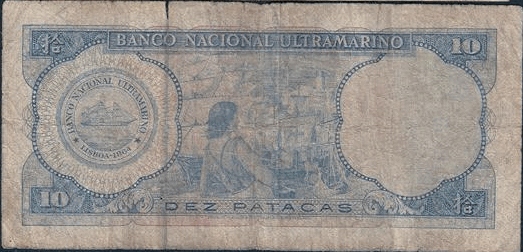 拾 BANCO NACIONAL ULTRAMARINO 10
BANCO NACIONAL ULTRAMARINO
LISBOA-1864
10 DEZ PATACAS 拾